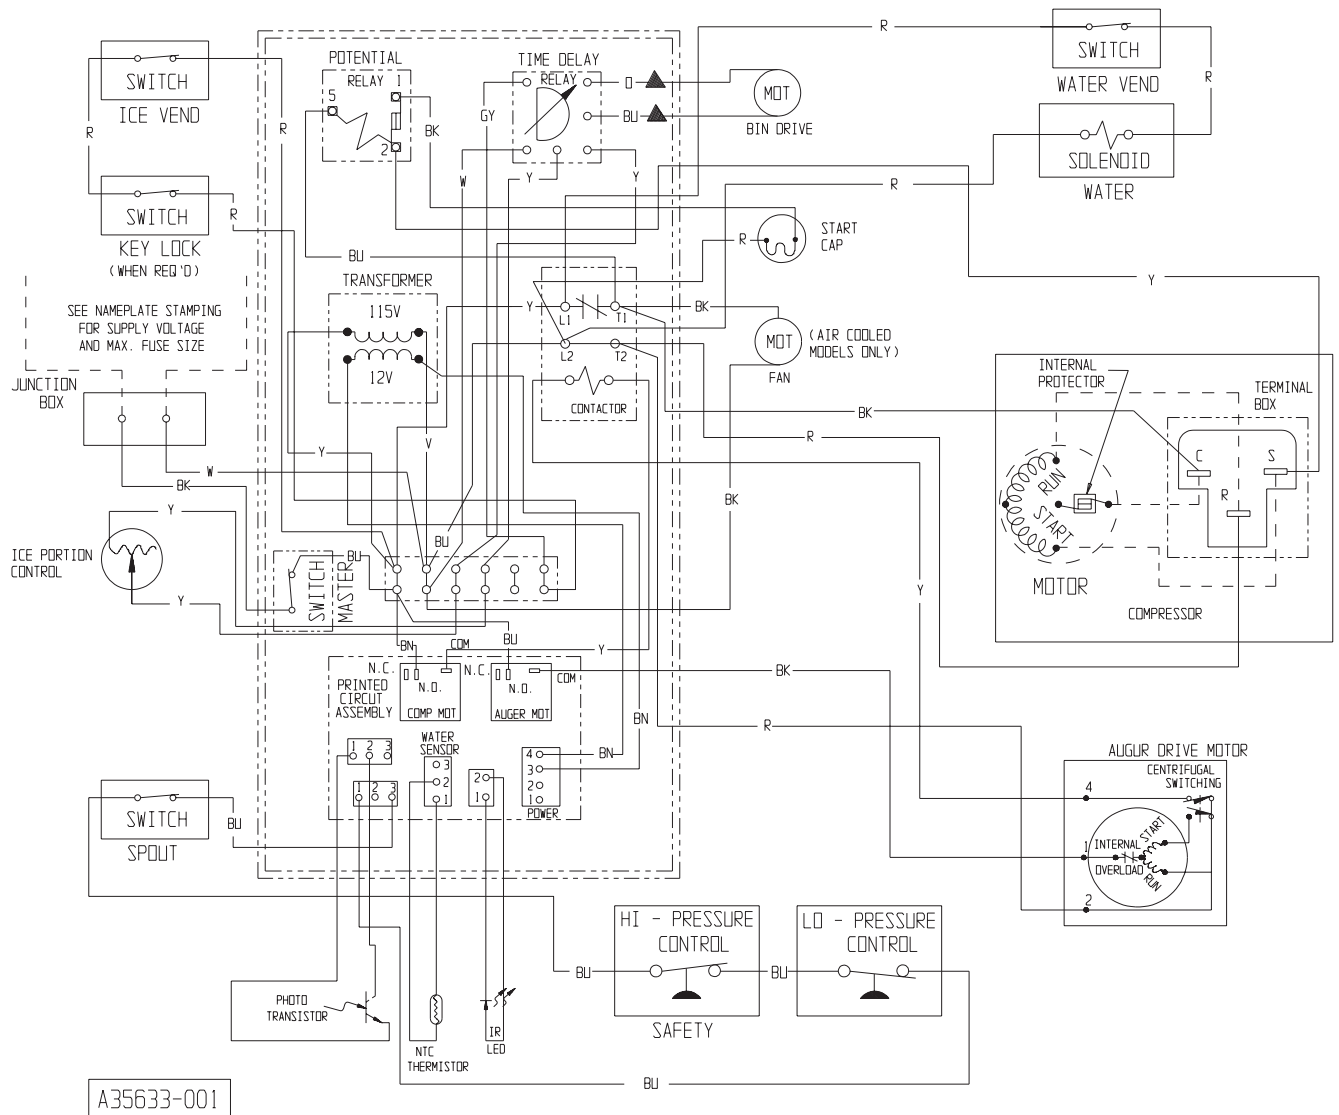 R
SWITCH
WATER VEND
R
SWITCH
ICE VEND
R
R
POTENTIAL
RELAY
1
5
2
BK
TIME DELAY
RELAY
GY
O
BU
MOT
BIN DRIVE
W
Y
Y
SOLENOID
WATER
R
SWITCH
KEY LOCK
(WHEN REQ'D)
R
R
START
CAP
BU
TRANSFORMER
115V
12V
Y
L1
T1
BK
L2
T2
CONTACTOR
MOT
(AIR COOLED
MODELS ONLY)
FAN
Y
SEE NAMEPLATE STAMPING
FOR SUPPLY VOLTAGE
AND MAX. FUSE SIZE
JUNCTION
BOX
INTERNAL
PROTECTOR
TERMINAL
BOX
C
S
R
RUN
START
MOTOR
COMPRESSOR
BK
R
V
Y
W
BK
BK
Y
ICE PORTION
CONTROL
Y
BU
SWITCH
MASTER
BU
Y
BN
COM
BU
Y
N.C.
N.O.
COMP MOT
N.C.
N.O.
COM
AUGER MOT
PRINTED
CIRCUT
ASSEMBLY
BK
BN
R
1 2 3
WATER
SENSOR
3
2
1
2
1
4
3
2
1
BN
POWER
1 2 3
AUGUR DRIVE MOTOR
CENTRIFUGAL
SWITCHING
4
1
2
INTERNAL
OVERLOAD
START
RUN
SWITCH
SPOUT
BU
HI - PRESSURE
CONTROL
LO - PRESSURE
CONTROL
BU
BU
SAFETY
PHOTO
TRANSISTOR
NTC
THERMISTOR
IR
LED
BU
A35633-001